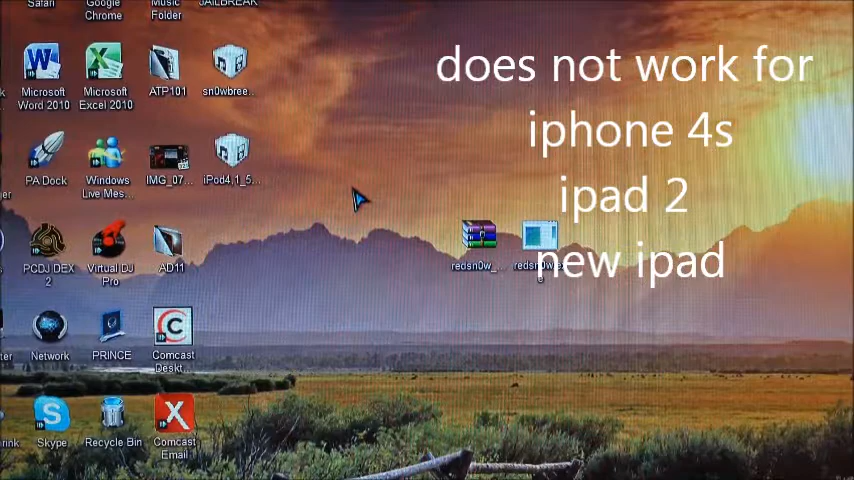 Safari
Google
Chrome
Music
Folder
JAILBREAK
does not work for
iphone 4s
ipad 2
new ipad
Microsoft
Word 2010
Microsoft
Excel 2010
ATP101
sn0wbree...
PA Dock
Windows
Live Mes...
IMG_07...
iPod4,1_5...
PCDJ DEX
2
Virtual DJ
Pro
AD11
redsn0w_...
Network
PRINCE
Comcast
Deskt...
Skype
Recycle Bin
Comcast
Email